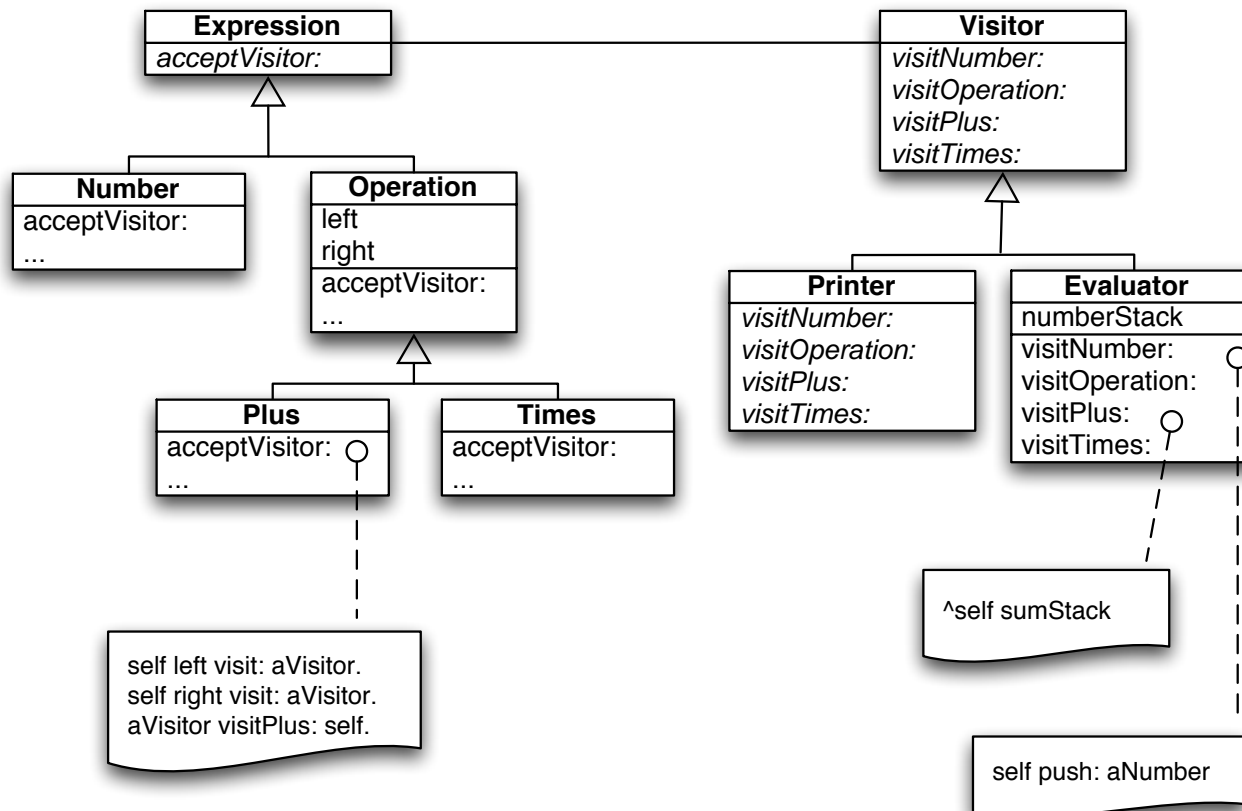 Expression
acceptVisitor:
Visitor
visitNumber:
visitOperation:
visitPlus:
visitTimes:
Number
acceptVisitor:
...
Operation
left
right
acceptVisitor:
...
Printer
visitNumber:
visitOperation:
visitPlus:
visitTimes:
Evaluator
numberStack
visitNumber:
visitOperation:
visitPlus:
visitTimes:
Plus
acceptVisitor:
...
Times
acceptVisitor:
...
^self sumStack
self left visit: aVisitor.
self right visit: aVisitor.
aVisitor visitPlus: self.
self push: aNumber